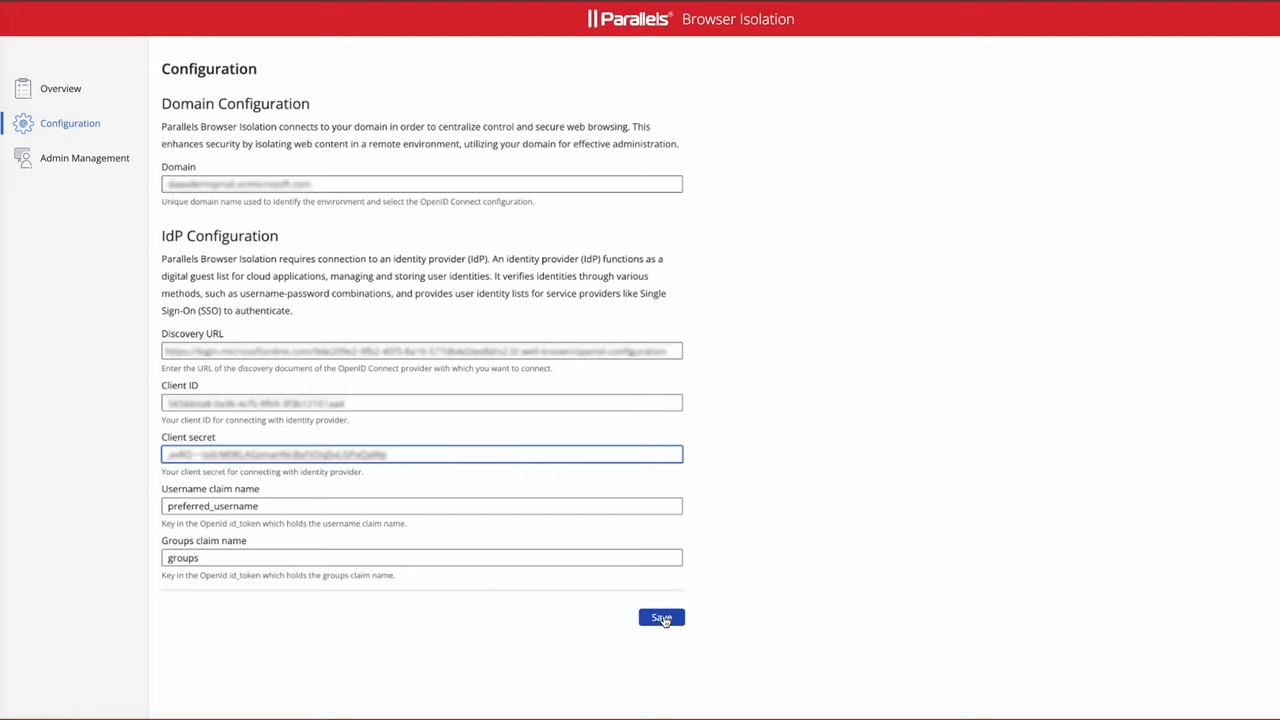 Parallels® Browser Isolation
Overview
Configuration
Admin Management
Configuration
Domain Configuration
Parallels Browser Isolation connects to your domain in order to centralize control and secure web browsing. This
enhances security by isolating web content in a remote environment, utilizing your domain for effective administration.
Domain
Unique domain name used to identify the environment and select the OpenID Connect configuration.
IdP Configuration
Parallels Browser Isolation requires connection to an identity provider (IdP). An identity provider (IdP) functions as a
digital guest list for cloud applications, managing and storing user identities. It verifies identities through various
methods, such as username-password combinations, and provides user identity lists for service providers like Single
Sign-On (SSO) to authenticate.
Discovery URL
Enter the URL of the discovery document of the OpenID Connect provider with which you want to connect.
Client ID
Your client ID for connecting with identity provider.
Client secret
Your client secret for connecting with identity provider.
Username claim name
preferred_username
Key in the OpenId id_token which holds the username claim name.
Groups claim name
groups
Key in the OpenId id_token which holds the groups claim name.
Save